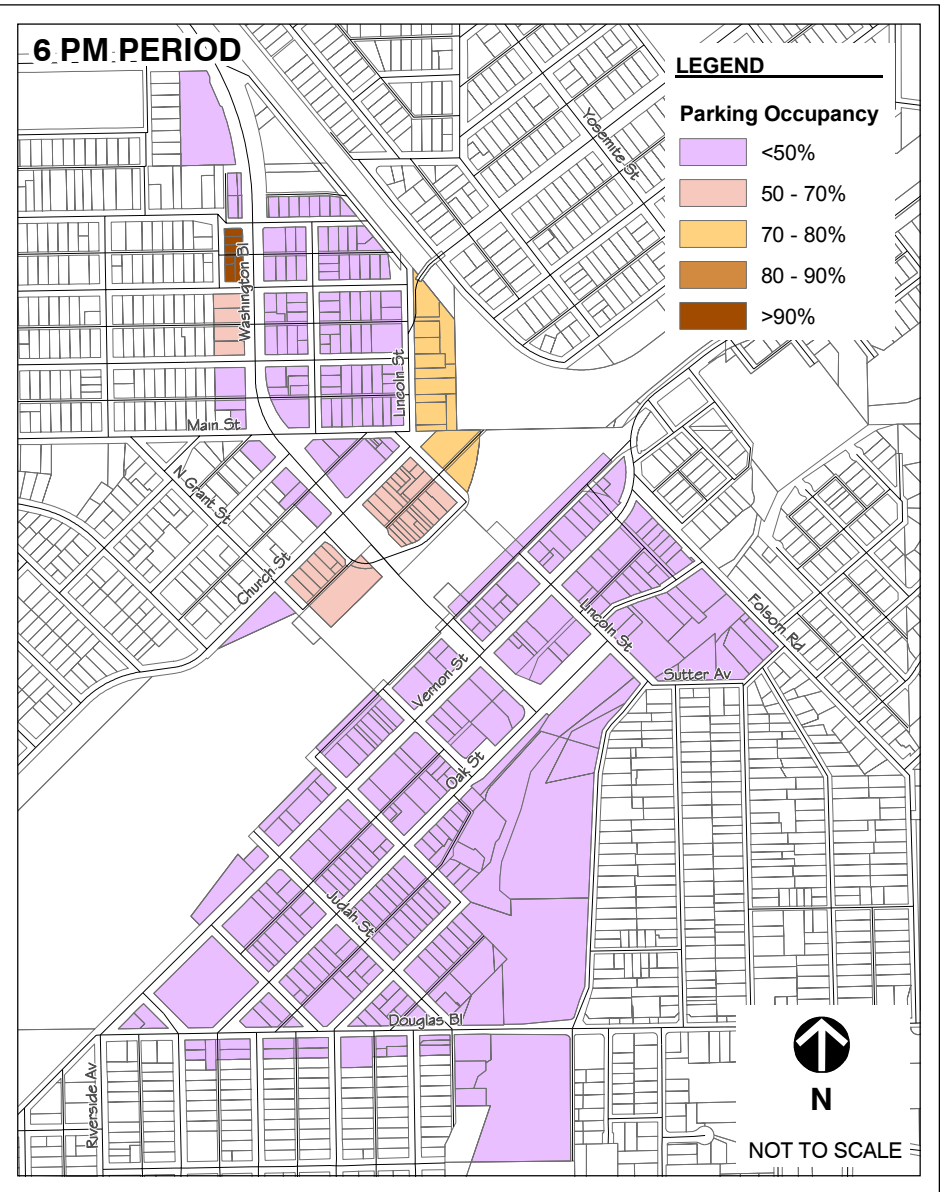 6 PM PERIOD
LEGEND
Parking Occupancy
<50%
50 - 70%
70 - 80%
80 - 90%
>90%
Yosemite St
Washington Bl
Lincoln St
Main St
N Grant St
Church St
Folsom Rd
Lincoln St
Sutter Av
Vernon St
Oak St
Judah St
Douglas Bl
Riverside Av
N
NOT TO SCALE